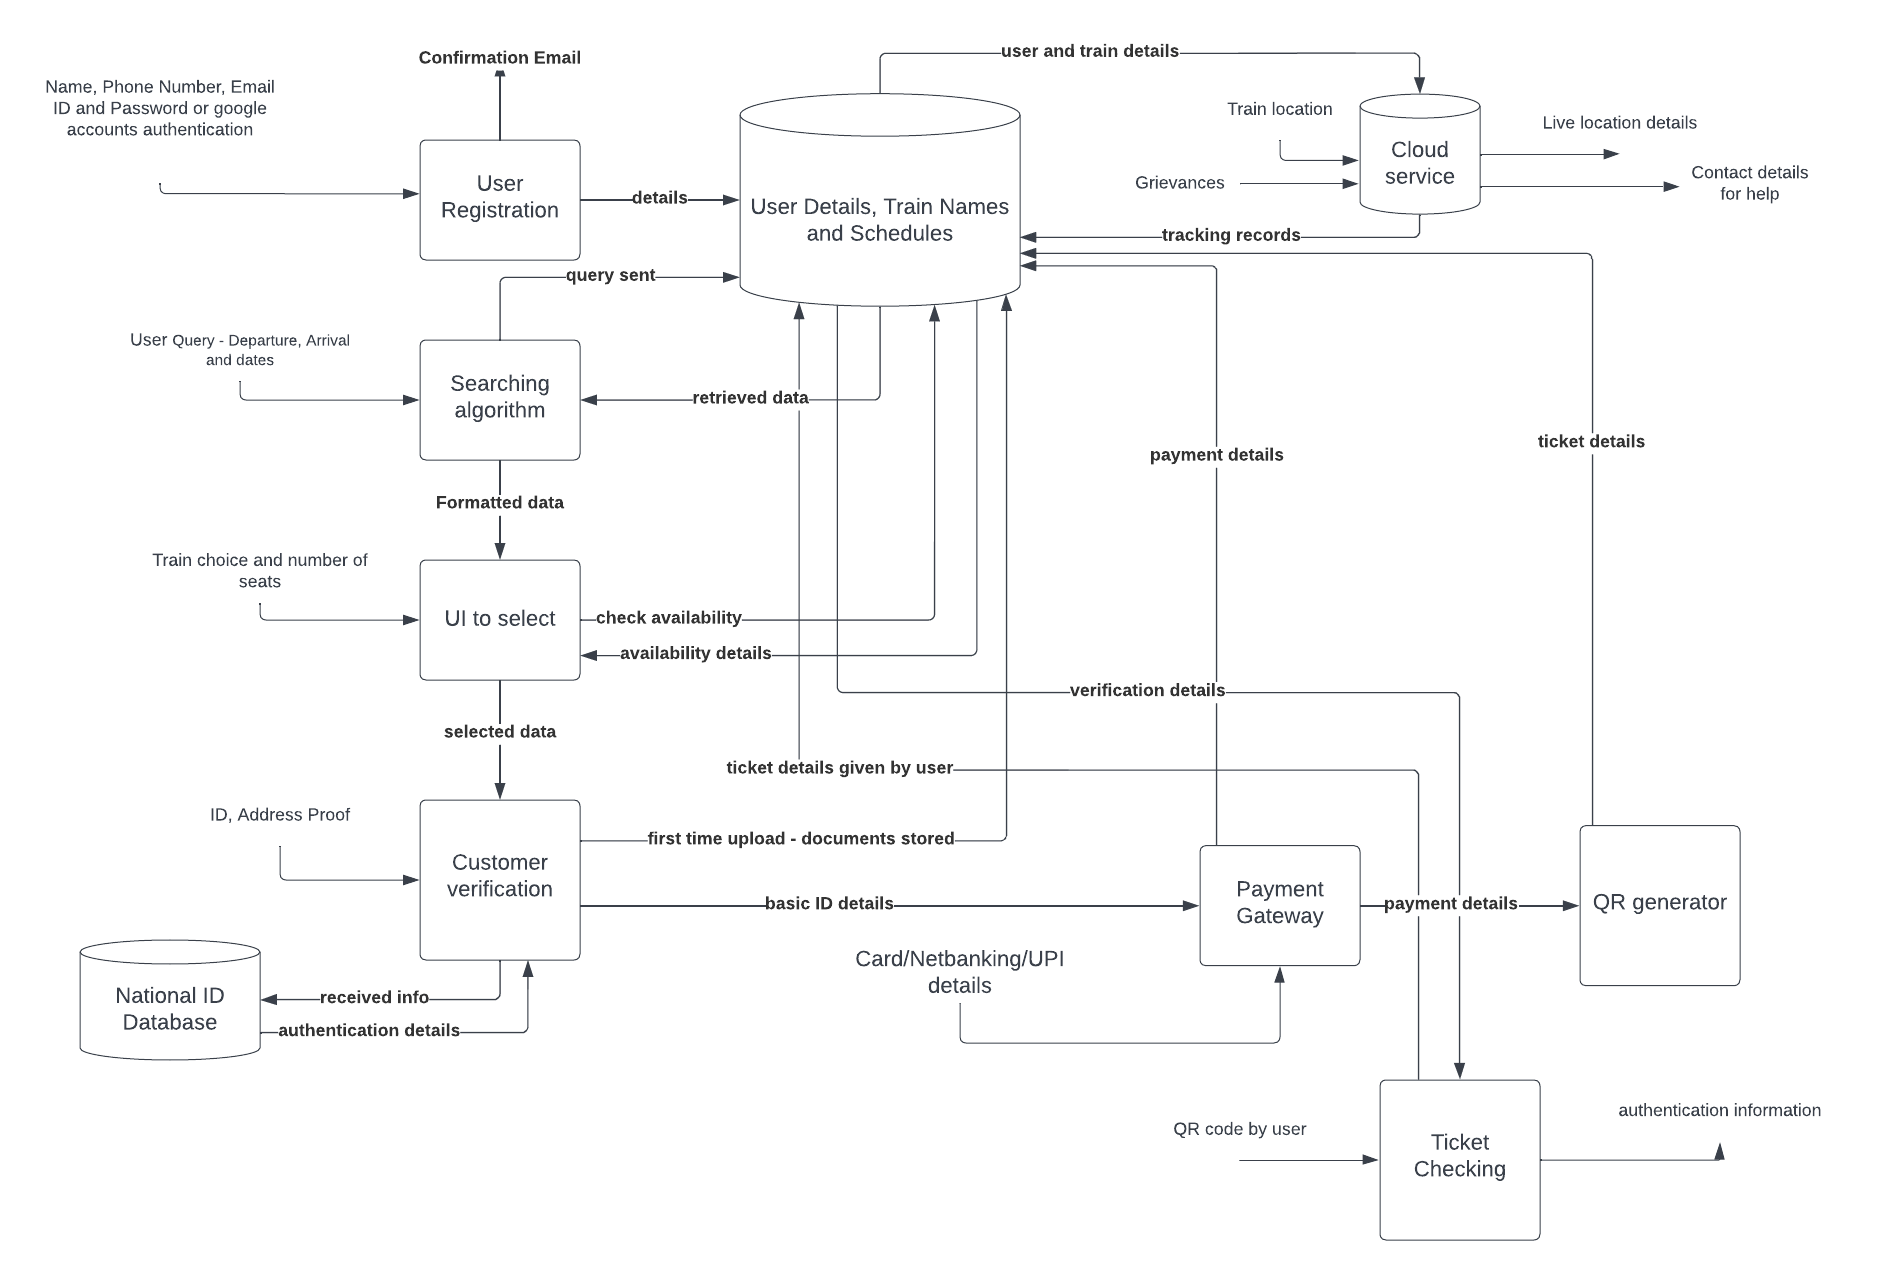 Confirmation Email
user and train details
Name, Phone Number, Email
ID and Password or google
accounts authentication
Train location
Live location details
Cloud
service
Contact details
for help
Grievances
User
Registration
details
User Details, Train Names
and Schedules
tracking records
query sent
User Query - Departure, Arrival
and dates
Searching
algorithm
retrieved data
payment details
ticket details
Formatted data
Train choice and number of
seats
UI to select
check availability
availability details
verification details
selected data
ticket details given by user
ID, Address Proof
first time upload - documents stored
Customer
verification
basic ID details
Payment
Gateway
payment details
QR generator
Card/Netbanking/UPI
details
National ID
Database
received info
authentication details
QR code by user
Ticket
Checking
authentication information